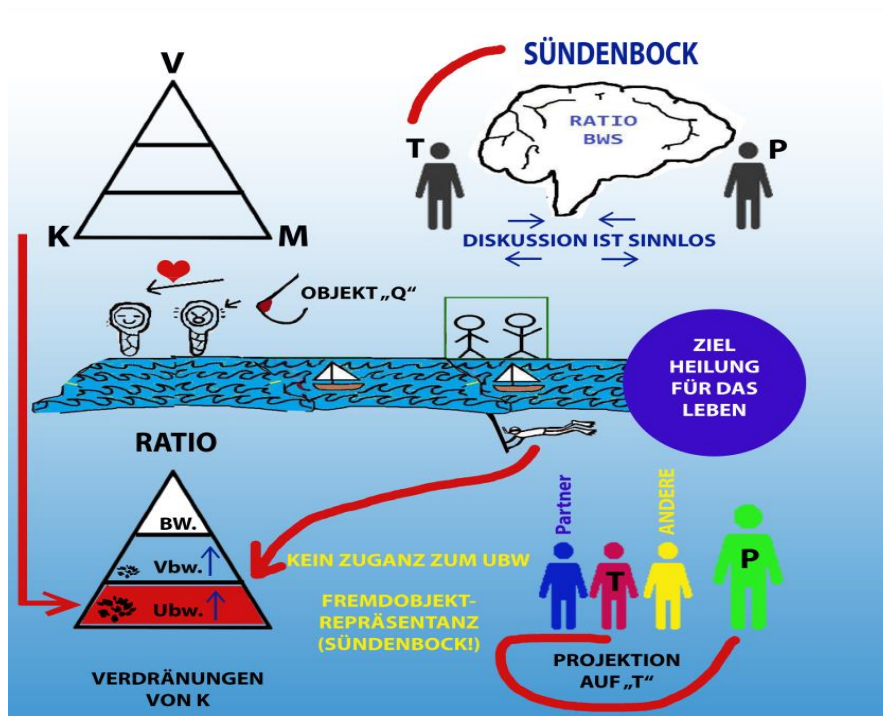 V
K
M
SÜNDENBOCK
T
T
RATIO
BWS
P
DISKUSSION IST SINNLOS
OBJEKT „Q“
ZIEL
HEILUNG
FÜR DAS
LEBEN
RATIO
BW.
Vbw.
Ubw.
VERDRÄNUNGEN
VON K
KEIN ZUGANZ ZUM UBW
FREMDOBJEKT-
REPRÄSENTANZ
(SÜNDENBOCK!)
Partner
ANDERE
T
P
PROJEKTION
AUF „T“